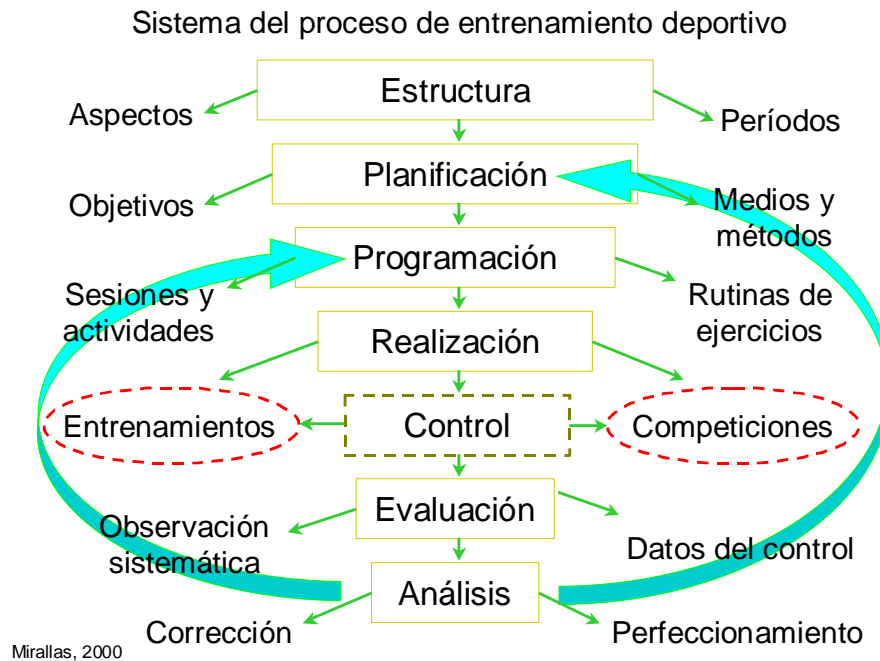 Sistema del proceso de entrenamiento deportivo
Estructura
Aspectos
Períodos
Planificación
Objetivos
Medios y
métodos
Programación
Sesiones y
actividades
Rutinas de
ejercicios
Realización
Entrenamientos
Control
Competiciones
Evaluación
Observación
sistemática
Datos del control
Análisis
Corrección
Perfeccionamiento
Mirallas, 2000